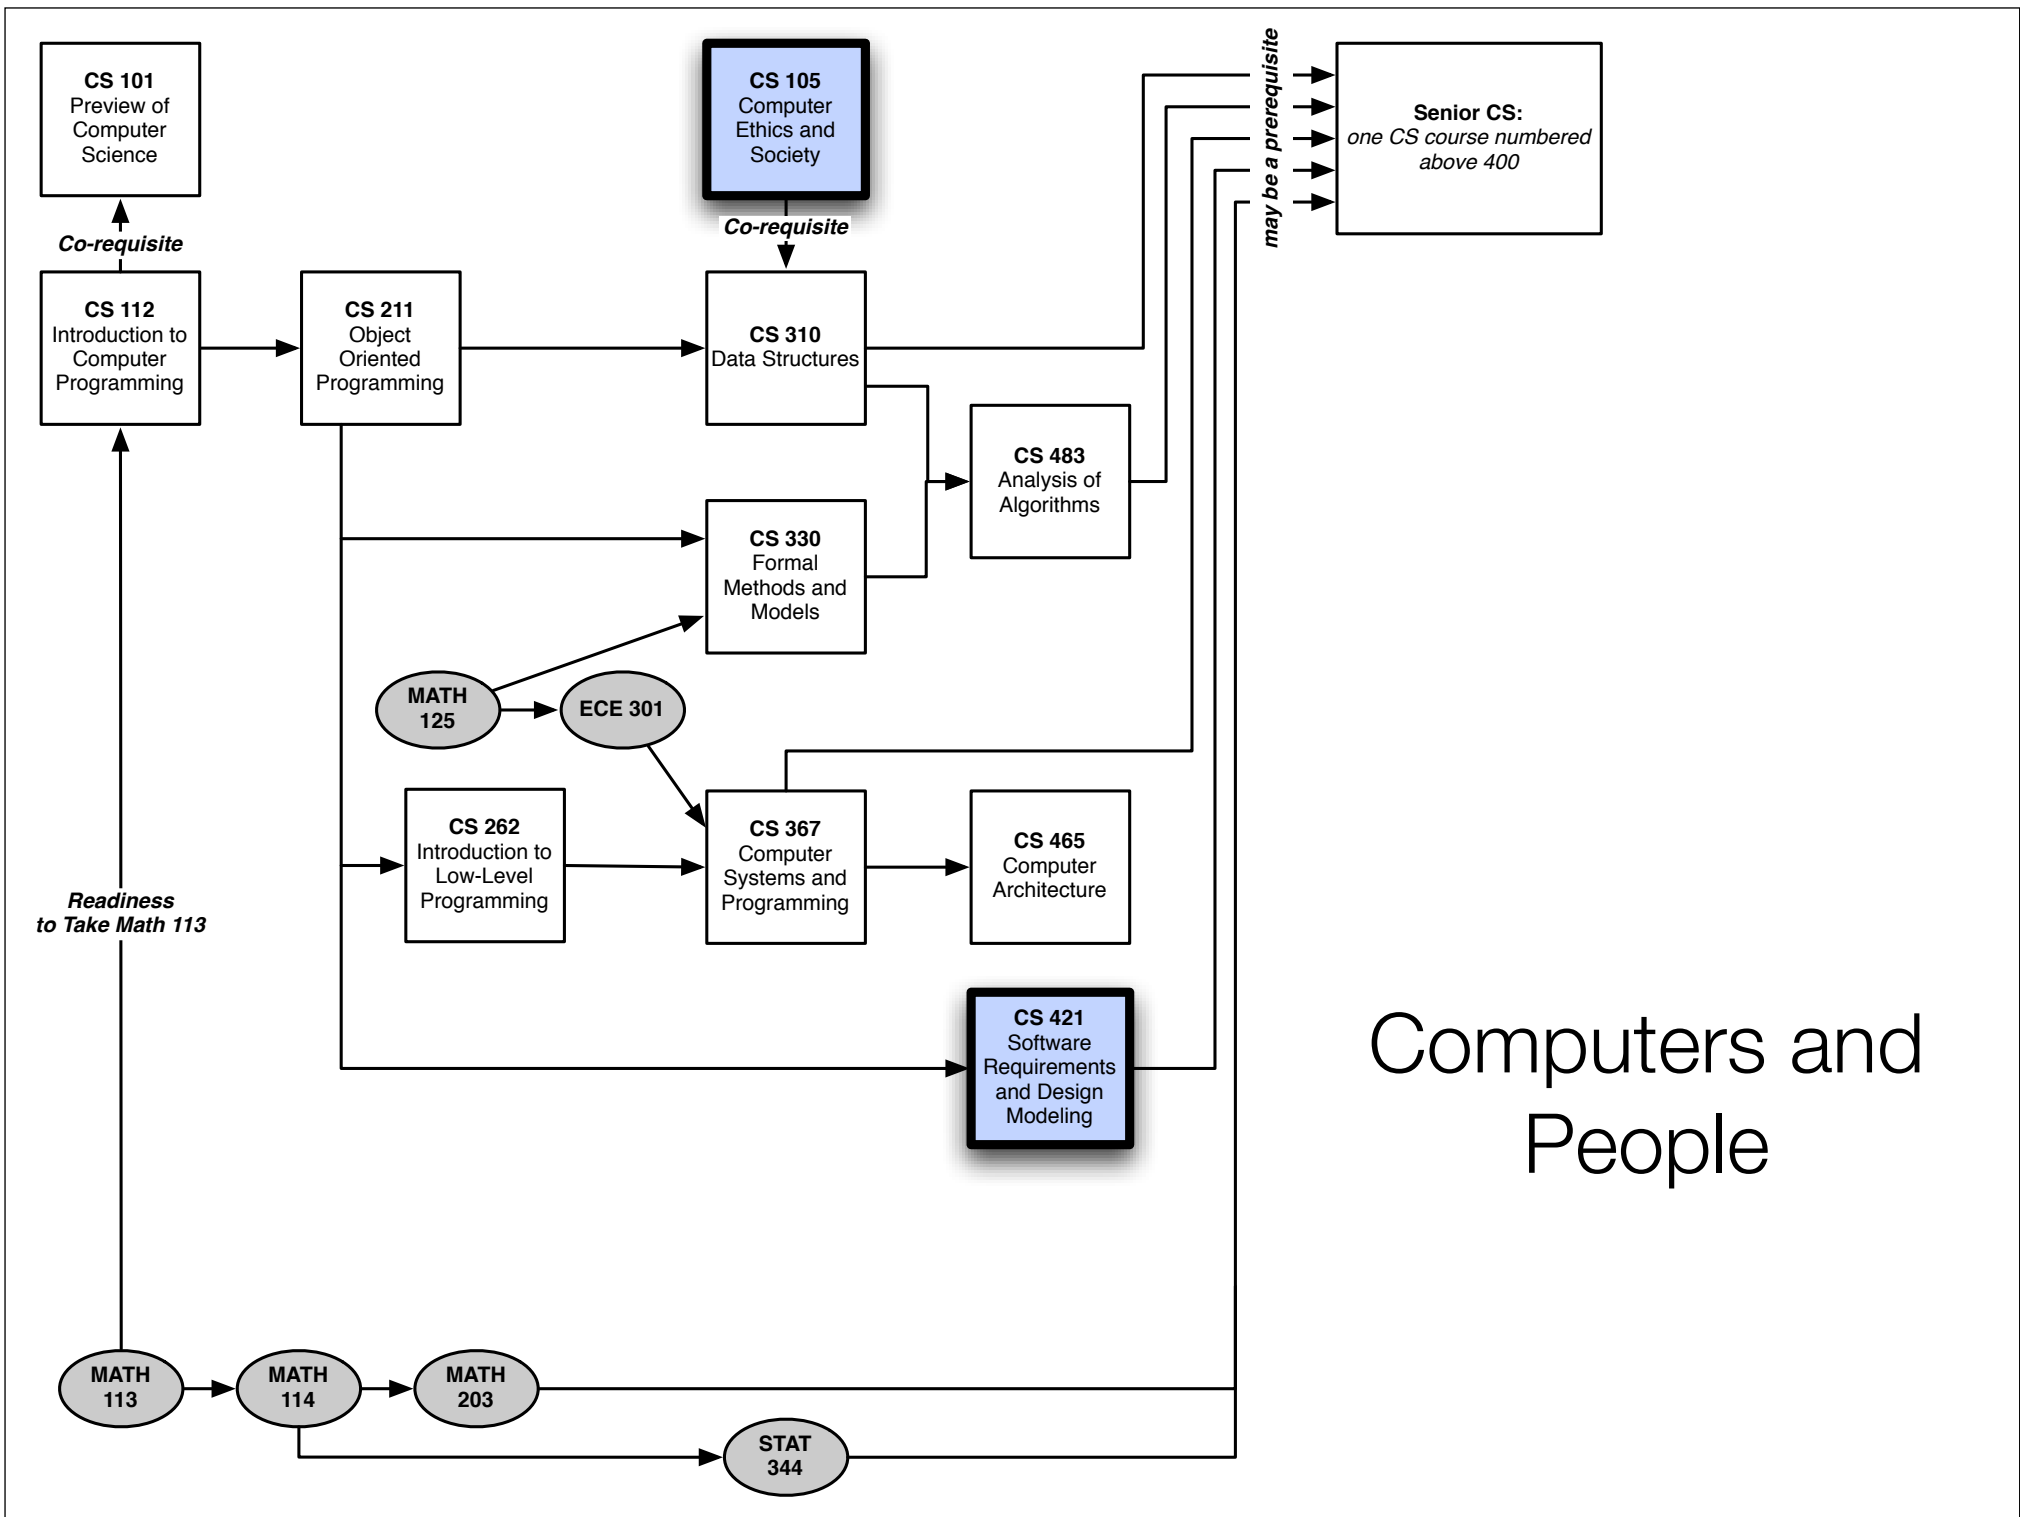 CS 101
Preview of
Computer
Science
CS 105
Computer
Ethics and
Society
may be a prerequisite
Senior CS:
one CS course numbered
above 400
Co-requisite
Co-requisite
CS 112
Introduction to
Computer
Programming
CS 211
Object
Oriented
Programming
CS 310
Data Structures
CS 483
Analysis of
Algorithms
CS 330
Formal
Methods and
Models
MATH
125
ECE 301
CS 262
Introduction to
Low-Level
Programming
CS 367
Computer
Systems and
Programming
CS 465
Computer
Architecture
Readiness
to Take Math 113
CS 421
Software
Requirements
and Design
Modeling
Computers and
People
MATH
113
MATH
114
MATH
203
STAT
344